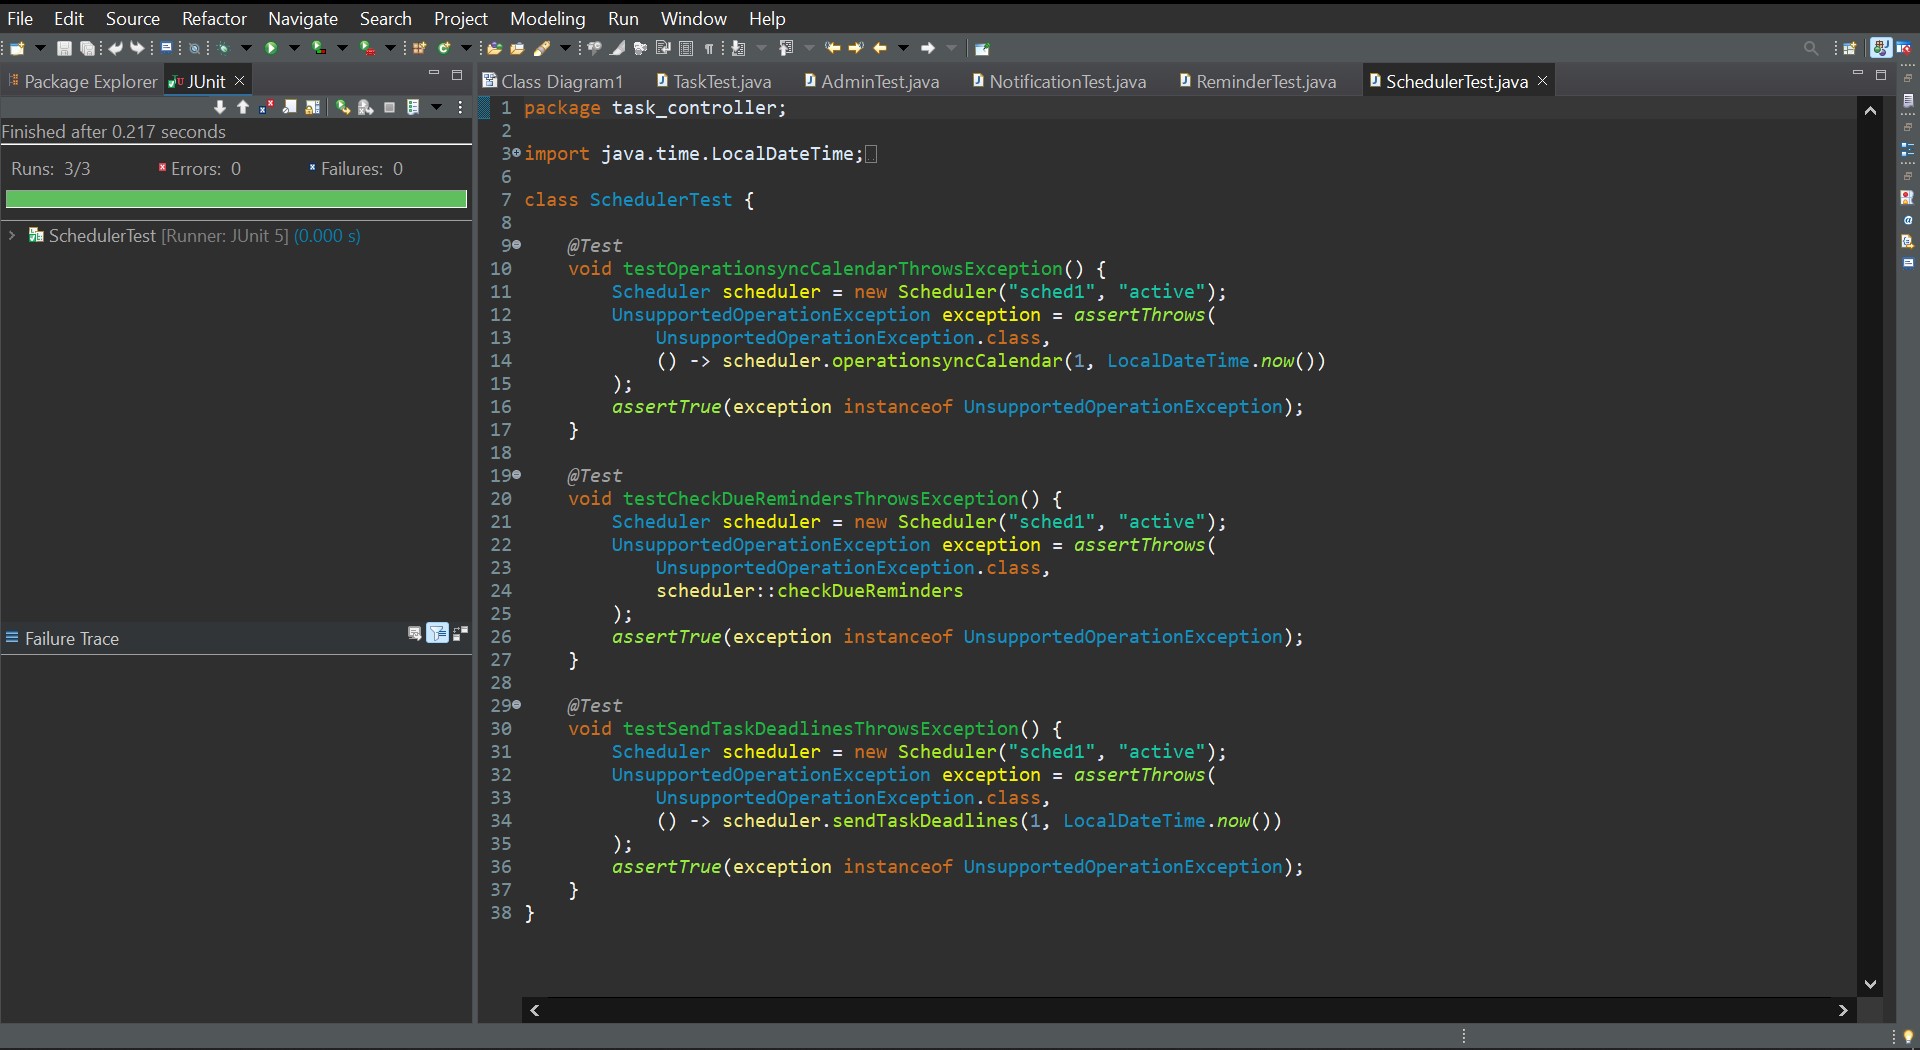 File Edit Source Refactor Navigate Search Project Modeling Run Window Help
Package Explorer JUnit
Finished after 0.217 seconds
Runs: 3/3 Errors: 0 Failures: 0
SchedulerTest [Runner: JUnit 5] (0.000 s)
Failure Trace
Class Diagram1 TaskTest.java AdminTest.java NotificationTest.java ReminderTest.java SchedulerTest.java
1 package task_controller;
2
3 import java.time.LocalDateTime;
6
7 class SchedulerTest {
8
9     @Test
10     void testOperationsyncCalendarThrowsException() {
11         Scheduler scheduler = new Scheduler("sched1", "active");
12         UnsupportedOperationException exception = assertThrows(
13             UnsupportedOperationException.class,
14             () -> scheduler.operationsyncCalendar(1, LocalDateTime.now())
15         );
16         assertTrue(exception instanceof UnsupportedOperationException);
17     }
18
19     @Test
20     void testCheckDueRemindersThrowsException() {
21         Scheduler scheduler = new Scheduler("sched1", "active");
22         UnsupportedOperationException exception = assertThrows(
23             UnsupportedOperationException.class,
24             scheduler::checkDueReminders
25         );
26         assertTrue(exception instanceof UnsupportedOperationException);
27     }
28
29     @Test
30     void testSendTaskDeadlinesThrowsException() {
31         Scheduler scheduler = new Scheduler("sched1", "active");
32         UnsupportedOperationException exception = assertThrows(
33             UnsupportedOperationException.class,
34             () -> scheduler.sendTaskDeadlines(1, LocalDateTime.now())
35         );
36         assertTrue(exception instanceof UnsupportedOperationException);
37     }
38 }